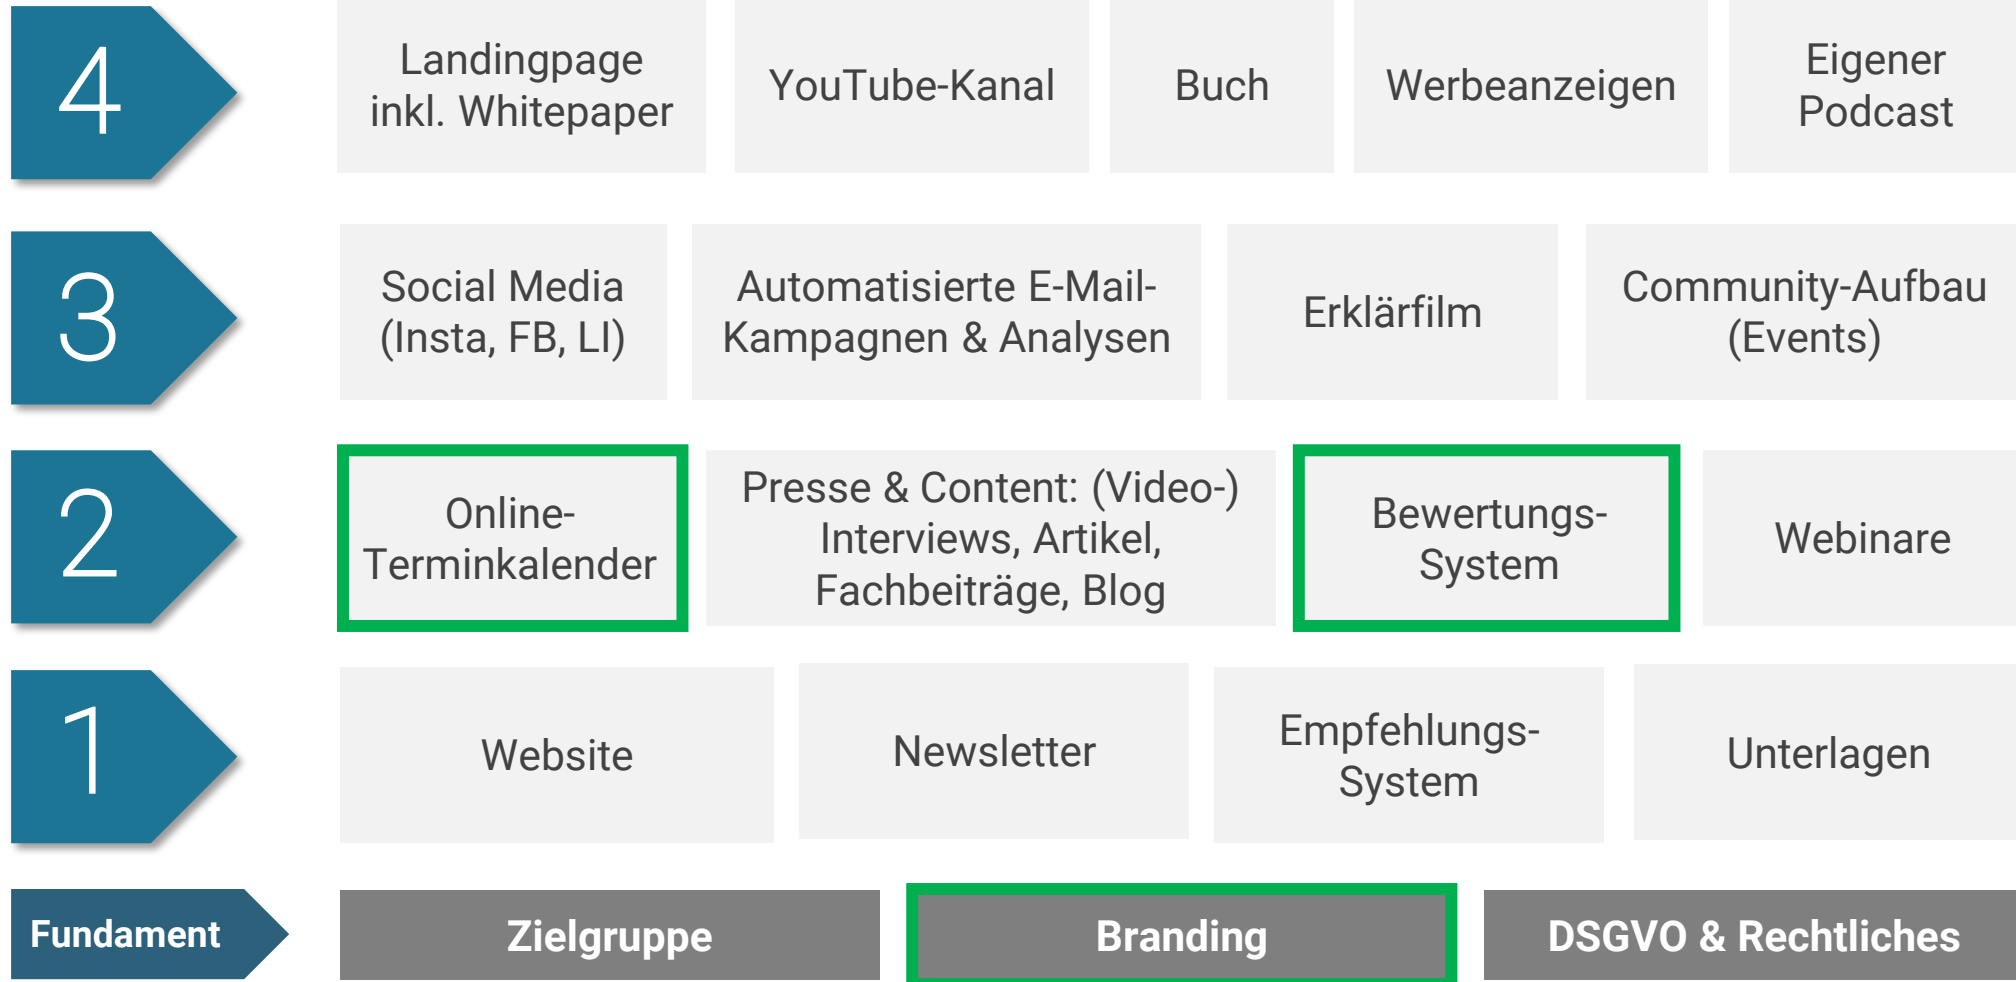 4
Landingpage
inkl. Whitepaper
YouTube-Kanal
Buch
Werbeanzeigen
Eigener
Podcast
3
Social Media
(Insta, FB, LI)
Automatisierte E-Mail-
Kampagnen & Analysen
Erklärfilm
Community-Aufbau
(Events)
2
Online-
Terminkalender
Presse & Content: (Video-)
Interviews, Artikel,
Fachbeiträge, Blog
Bewertungs-
System
Webinare
1
Website
Newsletter
Empfehlungs-
System
Unterlagen
Fundament
Zielgruppe
Branding
DSGVO & Rechtliches